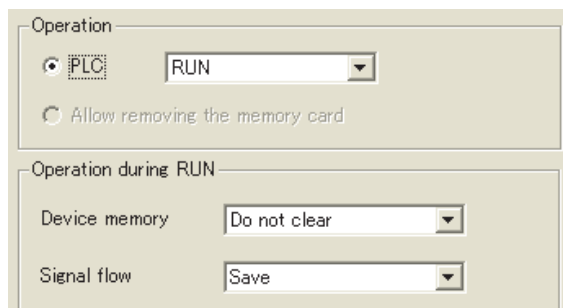 Operation
PLC RUN
Allow removing the memory card
Operation during RUN
Device memory Do not clear
Signal flow Save